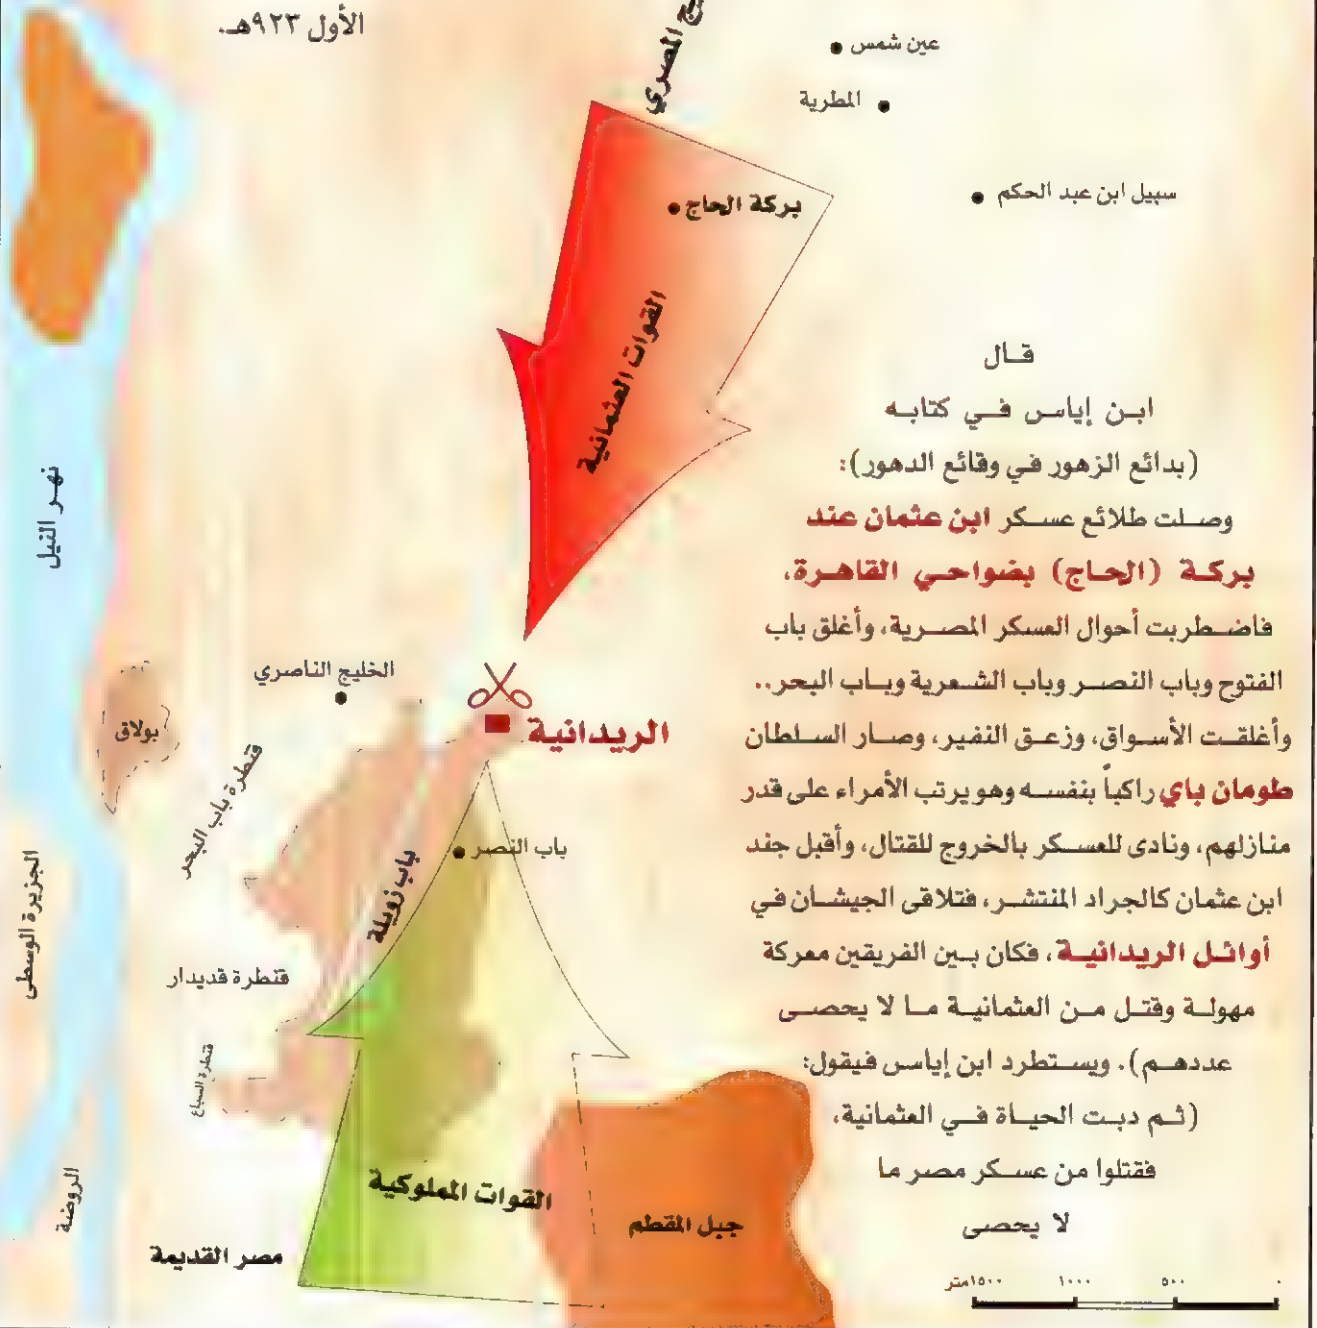 الأول ٩٢٣هـ.
المصري
عين شمس
المطرية
سبيل ابن عبد الحكم
بركة الحاج
القوات العثمانية
قال
ابن إياس في كتابه
(بدائع الزهور في وقائع الدهور):
وصلت طلائع عسكر ابن عثمان عند
بركة (الحاج) بضواحي القاهرة،
فاضطربت أحوال العسكر المصرية، وأغلق باب
الفتوح وباب النصر وباب الشعرية وباب البحر..
وأغلقت الأسواق، وزعق النفير، وصار السلطان
طومان باي راكباً بنفسه وهو يرتب الأمراء على قدر
منازلهم، ونادى للعسكر بالخروج للقتال، وأقبل جند
ابن عثمان كالجراد المنتشر، فتلاقى الجيشان في
أوائل الريدانية، فكان بين الفريقين معركة
مهولة وقتل من العثمانية ما لا يحصى
عددهم). ويستطرد ابن إياس فيقول:
(ثم دبت الحياة في العثمانية،
فقتلوا من عسكر مصر ما
لا يحصى
نهر النيل
الخليج الناصري
بولاق
الريدانية
قنطرة باب البحر
باب النصر
باب زويلة
الجزيرة الوسطى
قنطرة قديدار
قنطرة السباع
القوات المملوكية
جبل المقطم
الروضة
مصر القديمة
٠ ٥٠٠ ١٠٠٠ ١٥٠٠متر